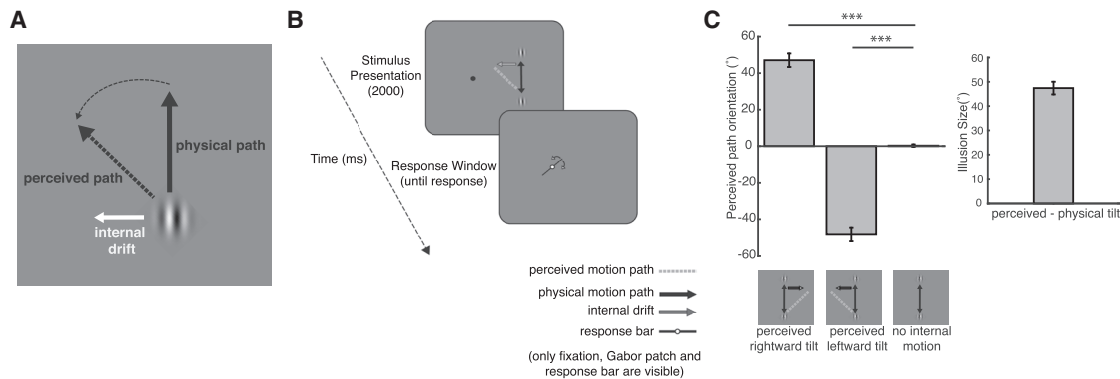 A
physical path
perceived path
internal
drift
B
Stimulus
Presentation
(2000)
Time (ms)
Response Window
(until response)
perceived motion path
physical motion path
internal drift
response bar
(only fixation, Gabor patch and
response bar are visible)
C
***
***
Perceived path orientation (°)
60
40
20
0
-20
-40
-60
perceived
rightward tilt
perceived
leftward tilt
no internal
motion
Illusion Size(°)
60
50
40
30
20
10
0
perceived - physical tilt